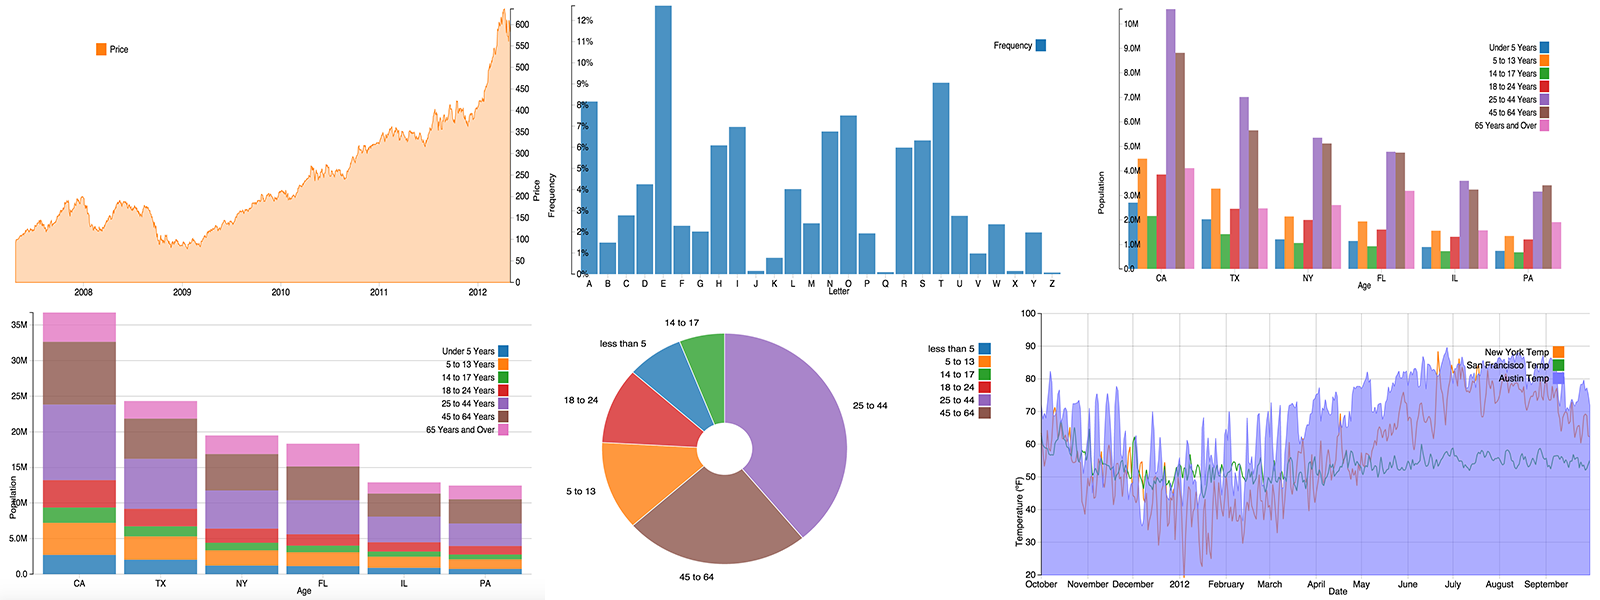 Price
600
550
500
450
400
350
300
250
200
150
100
50
0
Price
2008 2009 2010 2011 2012
12%
11%
10%
9%
8%
7%
6%
5%
4%
3%
2%
1%
0%
Frequency
Frequency
A B C D E F G H I J K L M N O P Q R S T U V W X Y Z
Letter
10M
9.0M
8.0M
7.0M
6.0M
5.0M
4.0M
3.0M
2.0M
1.0M
0.0
Population
Under 5 Years
5 to 13 Years
14 to 17 Years
18 to 24 Years
25 to 44 Years
45 to 64 Years
65 Years and Over
CA TX NY FL IL PA
Age
35M
30M
25M
20M
15M
10M
5.0M
0.0
Population
Under 5 Years
5 to 13 Years
14 to 17 Years
18 to 24 Years
25 to 44 Years
45 to 64 Years
65 Years and Over
CA TX NY FL IL PA
Age
14 to 17
less than 5
18 to 24
25 to 44
5 to 13
45 to 64
less than 5
5 to 13
14 to 17
18 to 24
25 to 44
45 to 64
100
90
80
70
60
50
40
30
20
Temperature (ºF)
New York Temp
San Francisco Temp
Austin Temp
October November December 2012 February March April May June July August September
Date